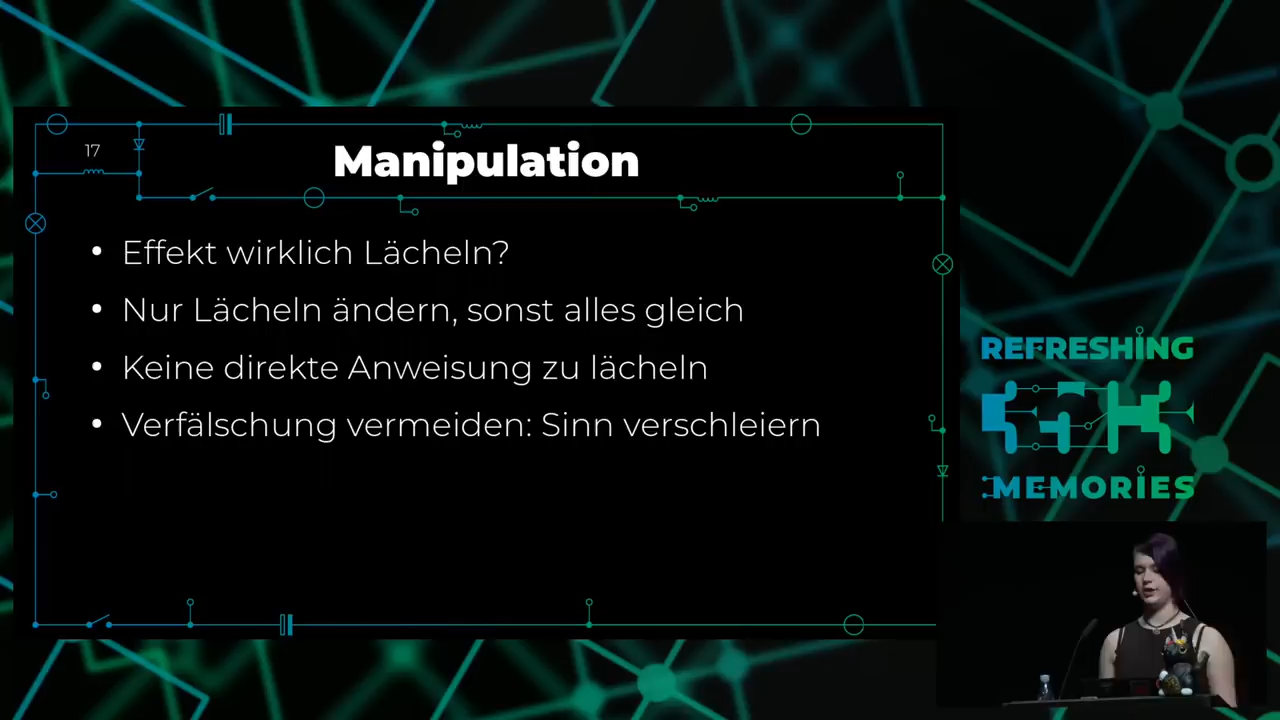 17
Manipulation
• Effekt wirklich Lächeln?
• Nur Lächeln ändern, sonst alles gleich
• Keine direkte Anweisung zu lächeln
• Verfälschung vermeiden: Sinn verschleiern
REFRESHING
MEMORIES